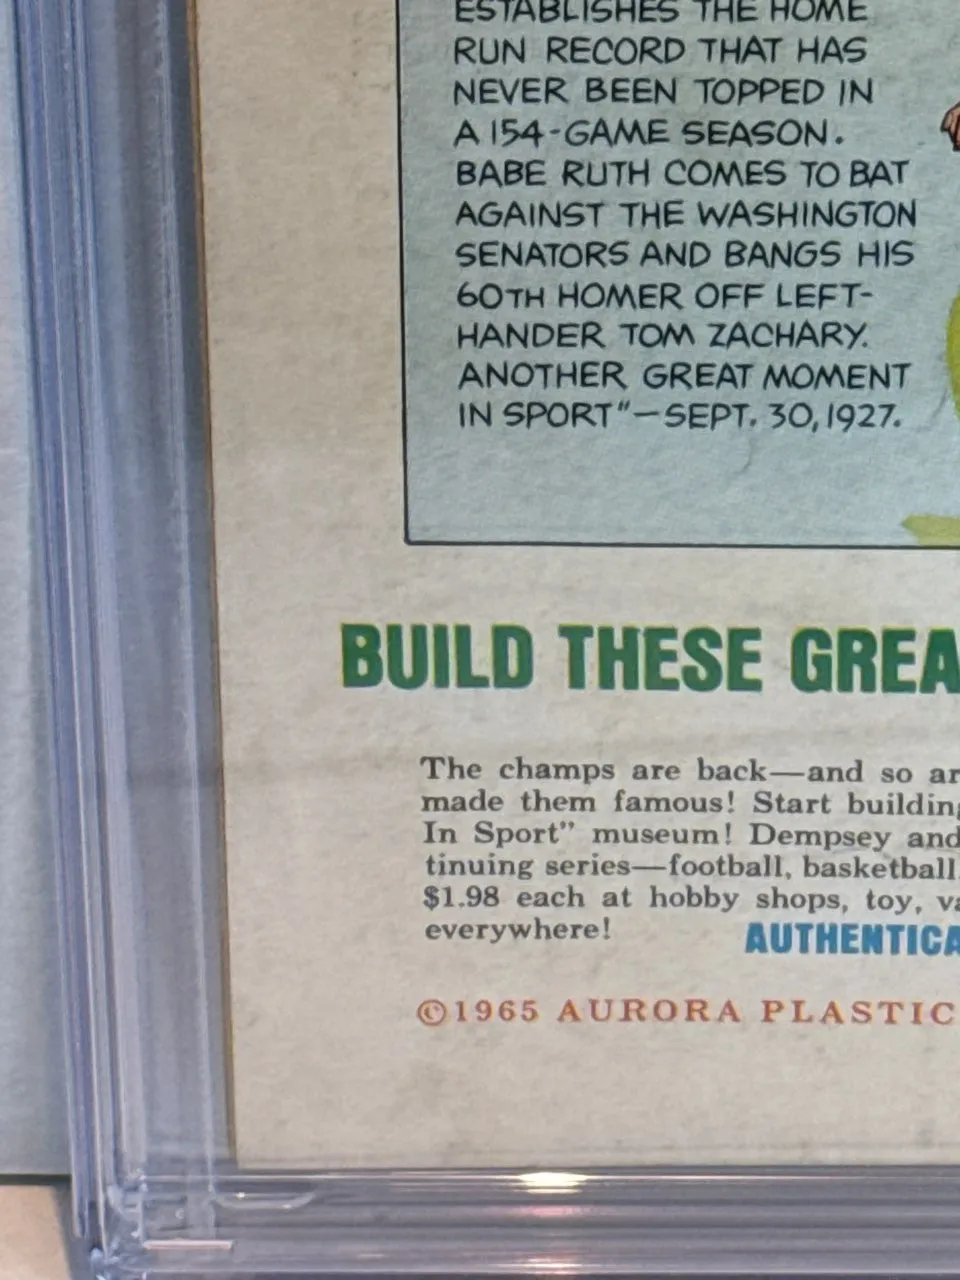 ESTABLISHES THE HOME
RUN RECORD THAT HAS
NEVER BEEN TOPPED IN
A 154-GAME SEASON.
BABE RUTH COMES TO BAT
AGAINST THE WASHINGTON
SENATORS AND BANGS HIS
60TH HOMER OFF LEFT-
HANDER TOM ZACHARY.
ANOTHER GREAT MOMENT
IN SPORT"—SEPT. 30, 1927.
BUILD THESE GREA
The champs are back—and so ar
made them famous! Start building
In Sport" museum! Dempsey and
tinuing series—football, basketball
$1.98 each at hobby shops, toy, va
everywhere!
AUTHENTICA
©1965 AURORA PLASTIC